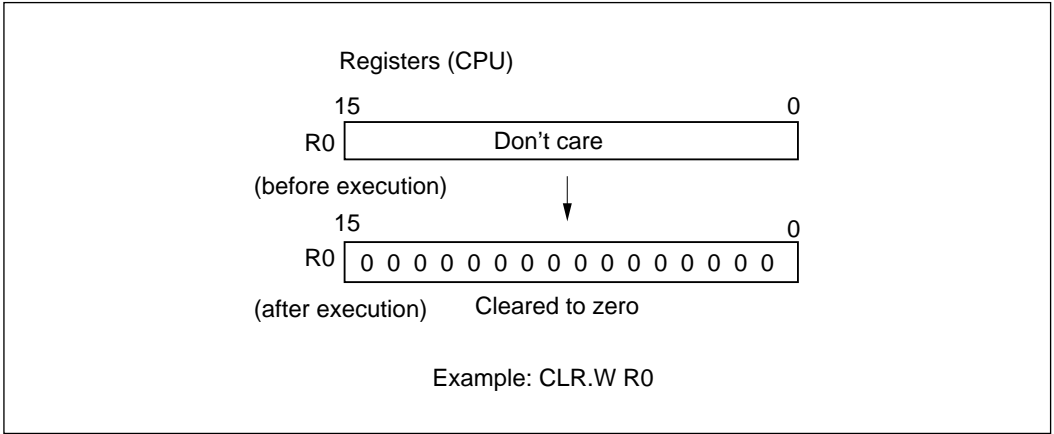 Registers (CPU)
15 0
R0 Don't care
(before execution)
15 0
R0 0 0 0 0 0 0 0 0 0 0 0 0 0 0 0 0
(after execution) Cleared to zero
Example: CLR.W R0